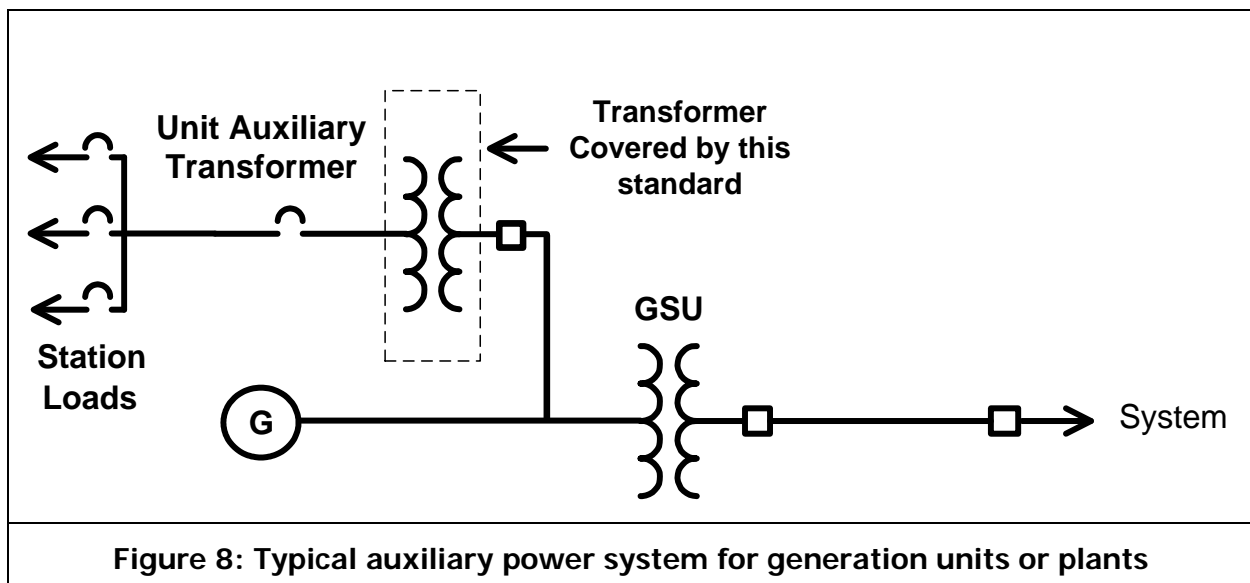 Unit Auxiliary
Transformer
Transformer
Covered by this
standard
GSU
Station
Loads
G
System
Figure 8: Typical auxiliary power system for generation units or plants